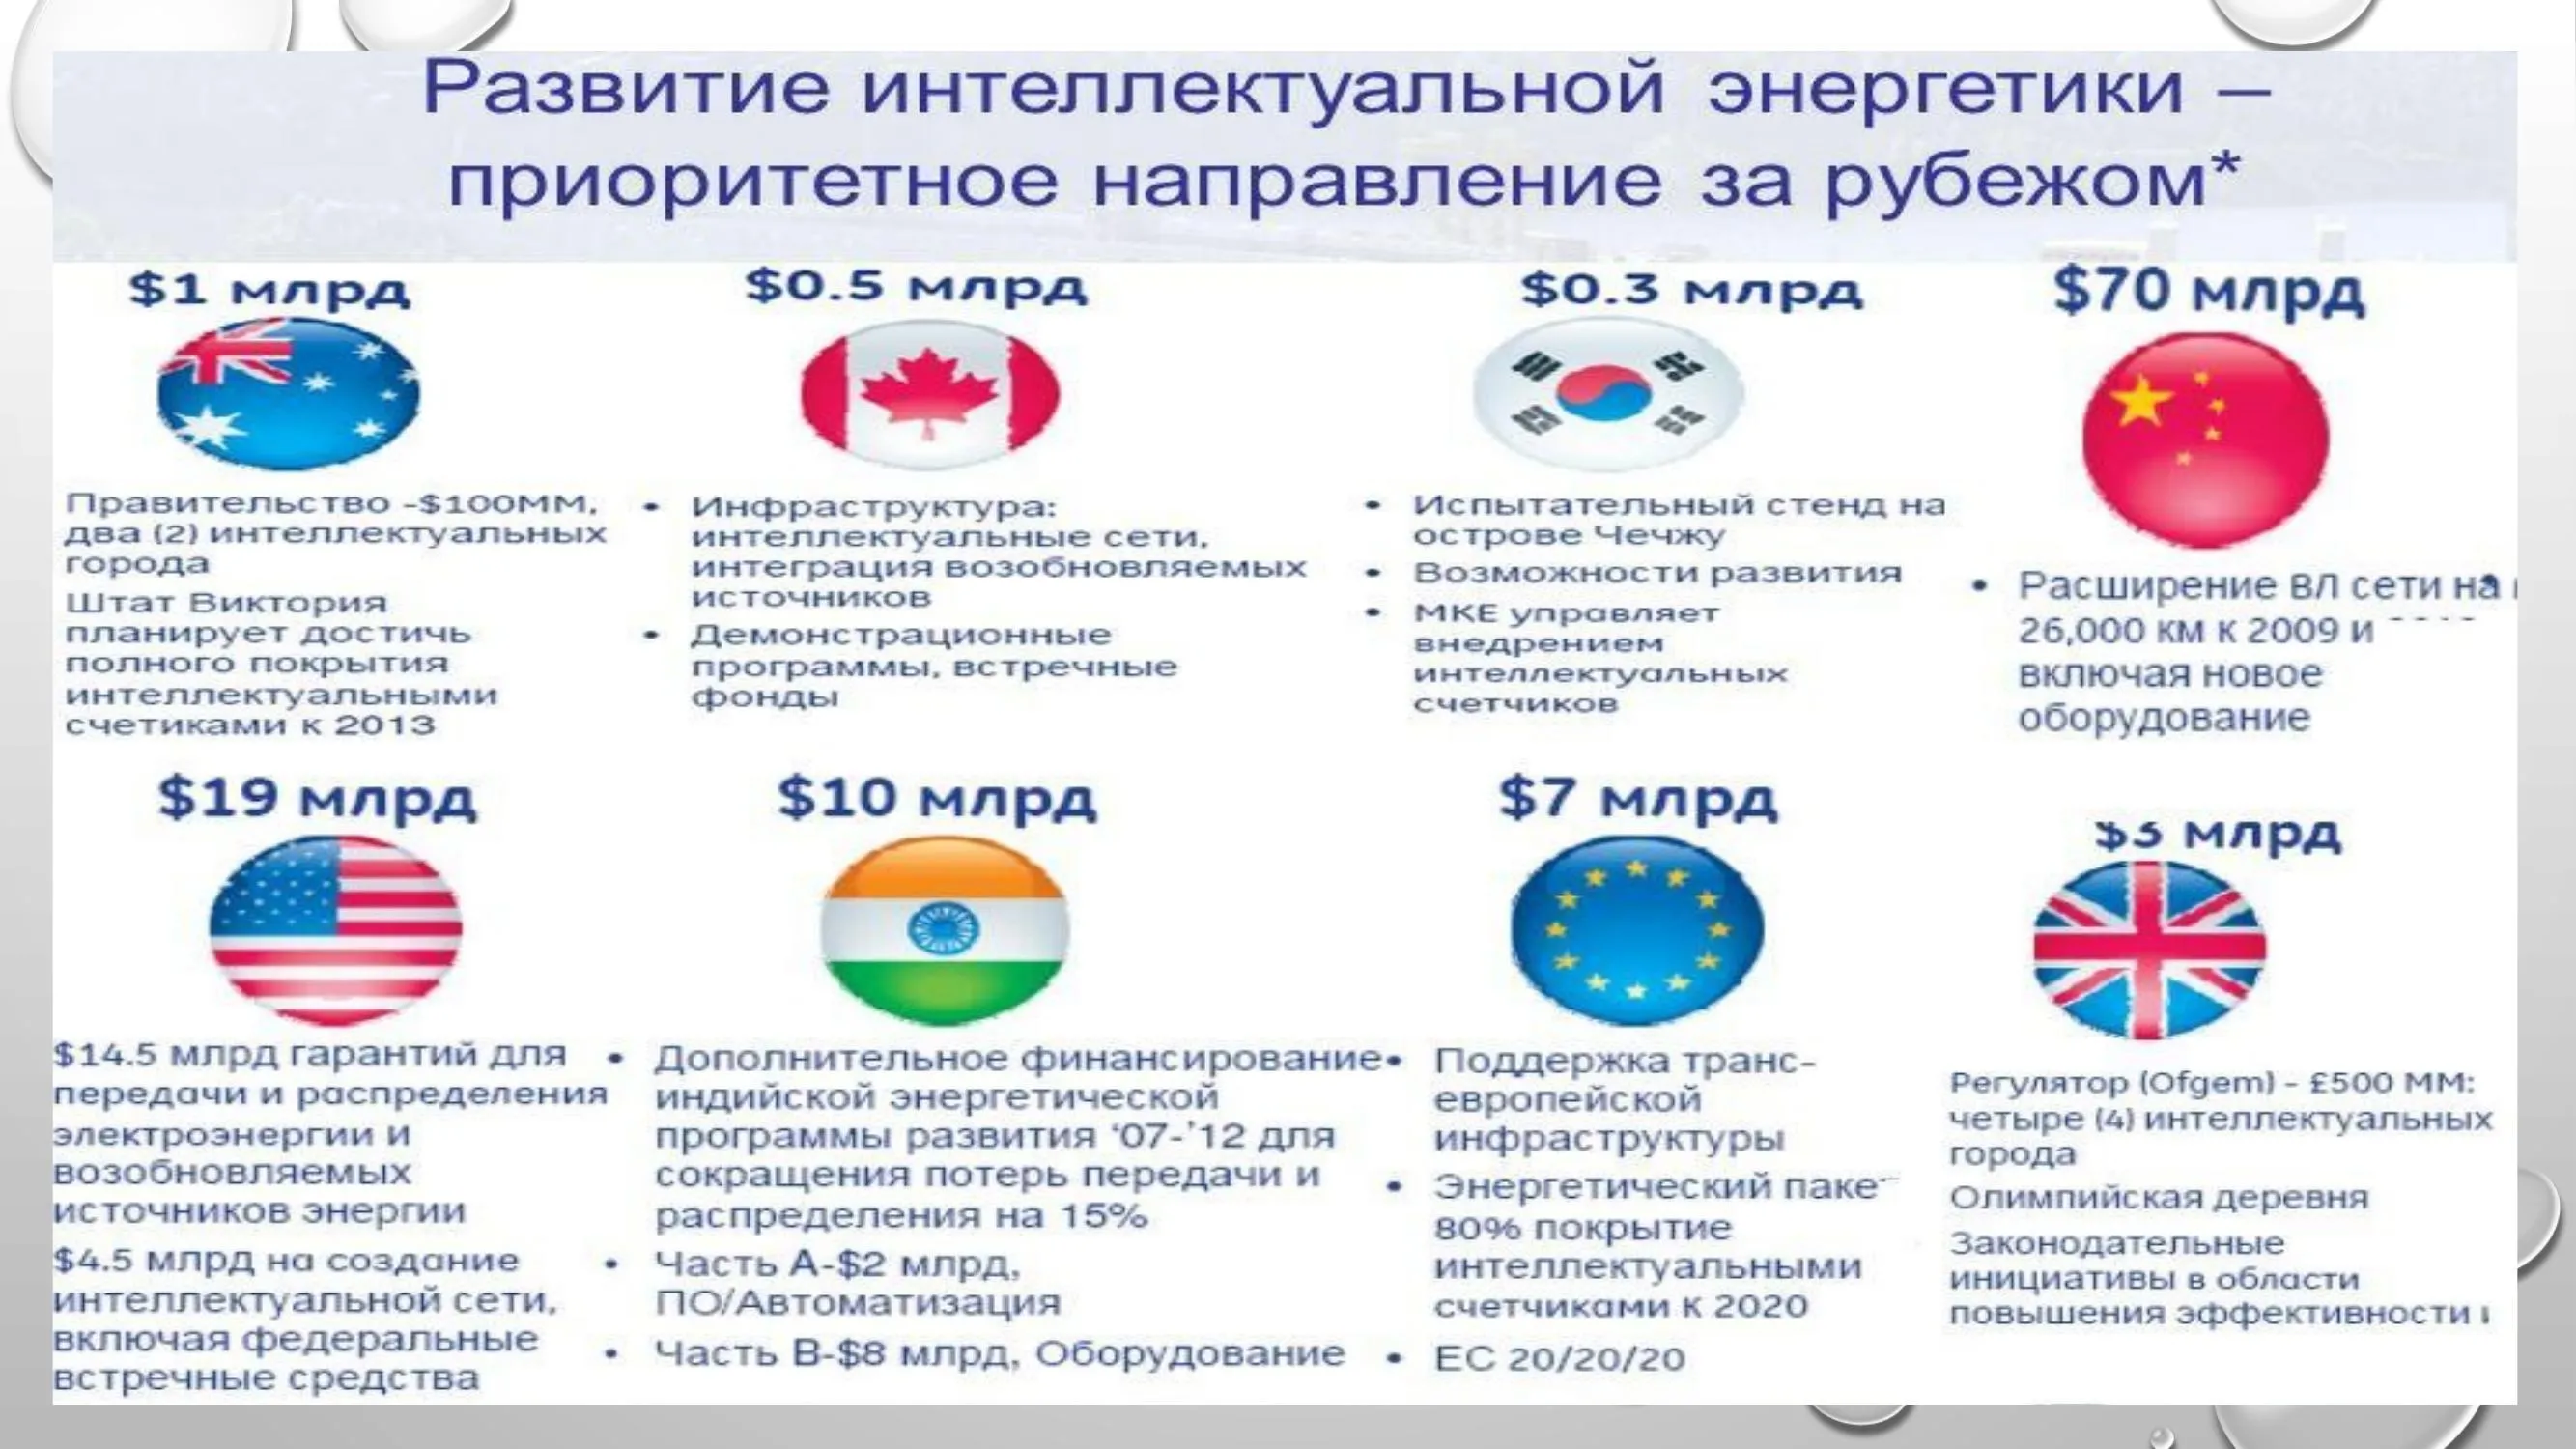 Развитие интеллектуальной энергетики –
приоритетное направление за рубежом*
$1 млрд
Правительство -$100ММ,
два (2) интеллектуальных
города
Штат Виктория
планирует достичь
полного покрытия
интеллектуальными
счетиками к 2013
$0.5 млрд
• Инфраструктура:
интеллектуальные сети,
интеграция возобновляемых
источников
• Демонстрационные
программы, встречные
фонды
$0.3 млрд
• Испытательный стенд на
острове Чечжу
• Возможности развития
• МКЕ управляет
внедрением
интеллектуальных
счетчиков
$70 млрд
• Расширение ВЛ сети на
26,000 км к 2009 и
включая новое
оборудование
$19 млрд
$14.5 млрд гарантий для
передачи и распределения
электроэнергии и
возобновляемых
источников энергии
$4.5 млрд на создание
интеллектуальной сети,
включая федеральные
встречные средства
$10 млрд
• Дополнительное финансирование
индийской энергетической
программы развития ‘07-’12 для
сокращения потерь передачи и
распределения на 15%
• Часть А-$2 млрд,
ПО/Автоматизация
• Часть В-$8 млрд, Оборудование
$7 млрд
• Поддержка транс-
европейской
инфраструктуры
• Энергетический
80% покрытие
интеллектуальными
счетчиками к 2020
• ЕС 20/20/20
$3 млрд
Регулятор (Ofgem) – £500 ММ:
четыре (4) интеллектуальных
города
Олимпийская деревня
Законодательные
инициативы в области
повышения эффективности